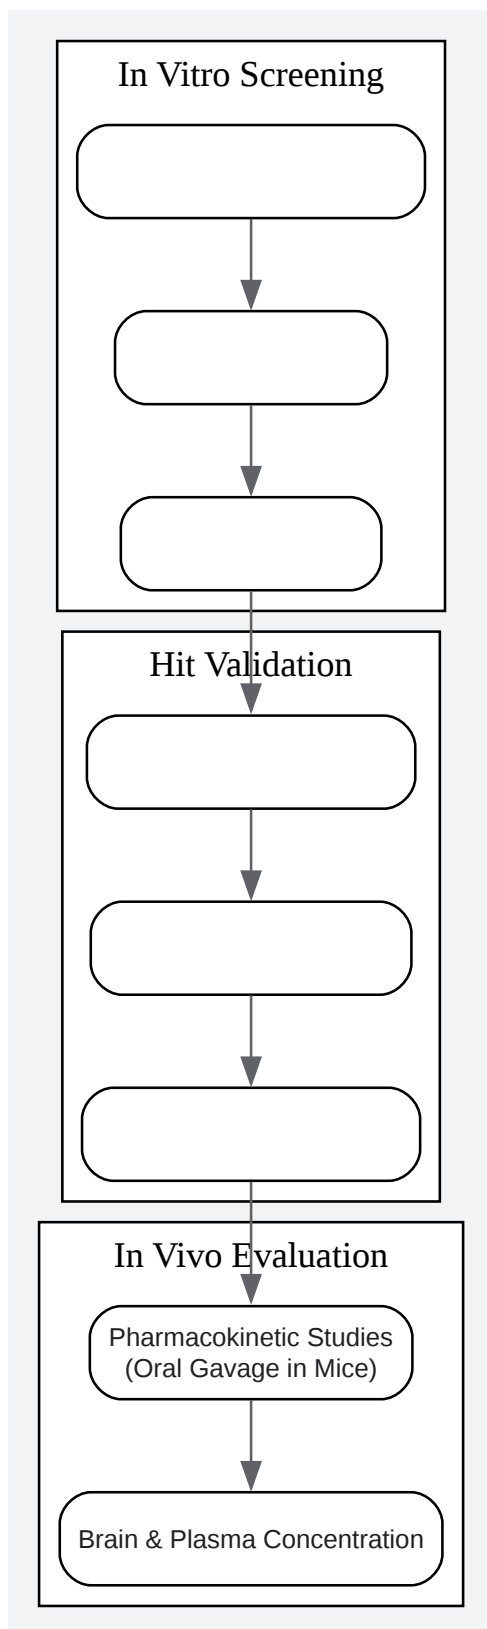 In Vitro Screening
Hit Validation
In Vivo Evaluation
Pharmacokinetic Studies
(Oral Gavage in Mice)
Brain & Plasma Concentration